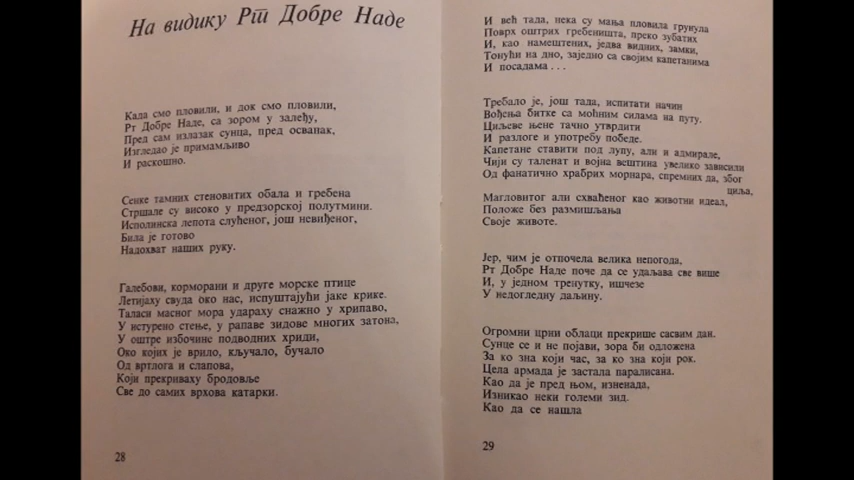 На видику Рт Добре Наде
Када смо пловили, и док смо пловили,
Рт Добре Наде, са зором у залеђу,
Пред сам излазак сунца, пред осванак,
Изгледао је примамљиво
И раскошно.
Сенке тамних стеновитих обала и гребена
Стршале су високо у предзорској полутмини.
Исполинска лепота слућеног, још невиђеног,
Била је готово
Надохват наших руку.
Галебови, корморани и друге морске птице
Летијаху свуда око нас, испуштајући јаке крике.
Таласи масног мора удараху снажно у хрипаво,
У истурено стење, у рапаве зидове многих затона,
У оштре избочине подводних хриди,
Око којих је врило, кључало, бучало
Од вртлога и слапова,
Који прекриваху бродовље
Све до самих врхова катарки.
28
И већ тада, нека су мања пловила грунула
Поврх оштрих гребеништа, преко зубатих
И, као намештених, једва видних, замки,
Тонући на дно, заједно са својим капетанима
И посадама . . .
Требало је, још тада, испитати начин
Вођења битке са моћним силама на путу.
Циљеве њене тачно утврдити
И разлоге и употребу победе.
Капетане ставити под лупу, али и адмирале,
Чији су таленат и војна вештина увелико зависили
Од фанатично храбрих морнара, спремних да, због
циља,
Магловитог али схваћеног као животни идеал,
Положе без размишљања
Своје животе.
Јер, чим је отпочела велика непогода,
Рт Добре Наде поче да се удаљава све више
И, у једном тренутку, ишчезе
У недогледну даљину.
Огромни црни облаци прекрише сасвим дан.
Сунце се и не појави, зора би одложена
За ко зна који час, за ко зна који рок.
Цела армада је застала паралисана.
Као да је пред њом, изненада,
Изникао неки големи зид.
Као да се нашла
29